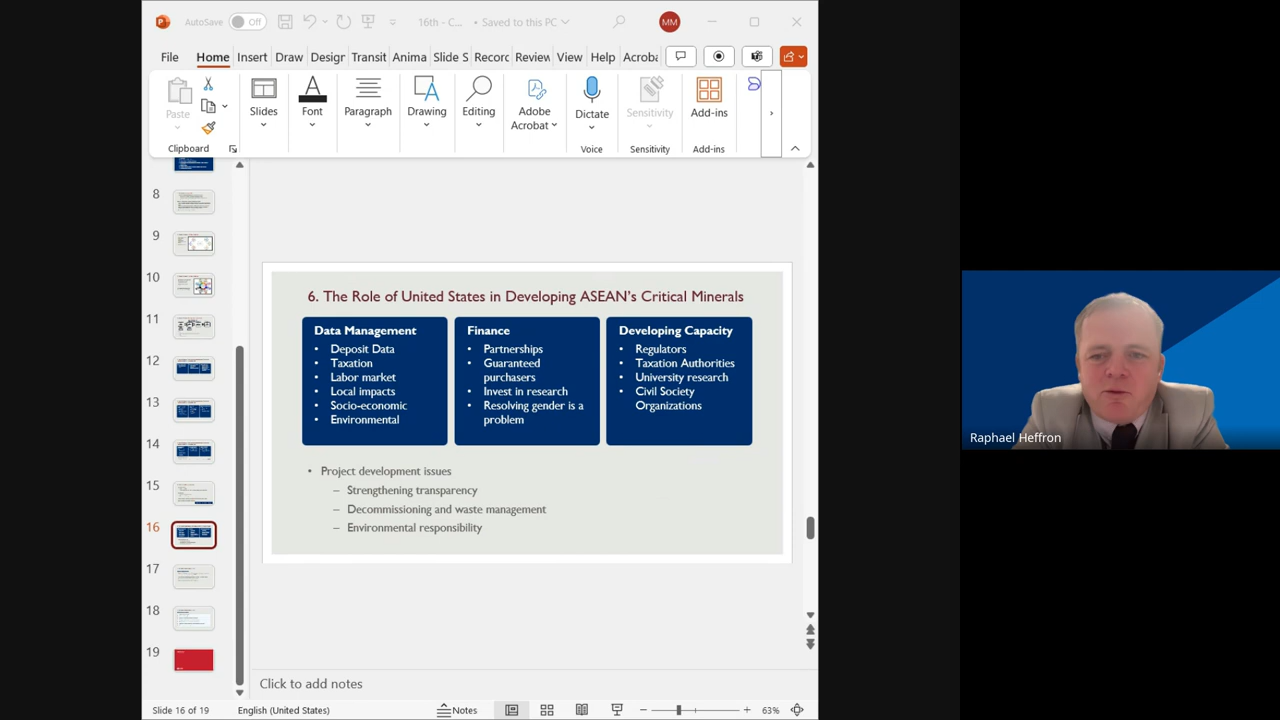 AutoSave Off 16th - C... • Saved to this PC MM
File Home Insert Draw Design Transit Anima Slide S Recorc Review View Help Acroba
Paste Slides Font Paragraph Drawing Editing Adobe Acrobat Dictate Sensitivity Add-ins
Clipboard Voice Sensitivity Add-ins
8
9
10
11
12
13
14
15
16
17
18
19
6. The Role of United States in Developing ASEAN's Critical Minerals
Data Management
• Deposit Data
• Taxation
• Labor market
• Local impacts
• Socio-economic
• Environmental
Finance
• Partnerships
• Guaranteed
purchasers
• Invest in research
• Resolving gender is a
problem
Developing Capacity
• Regulators
• Taxation Authorities
• University research
• Civil Society
Organizations
• Project development issues
– Strengthening transparency
– Decommissioning and waste management
– Environmental responsibility
Raphael Heffron
Click to add notes
Slide 16 of 19 English (United States) Notes 63%